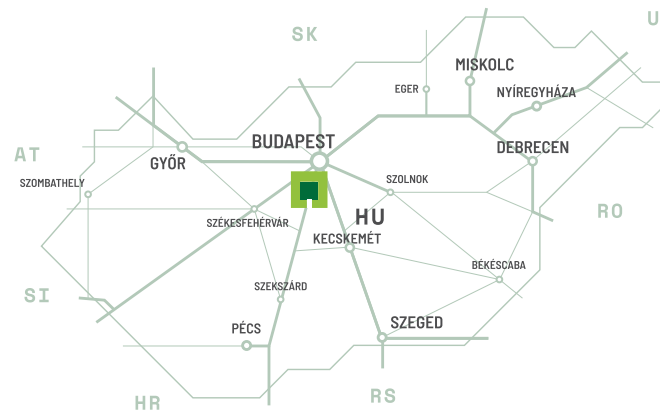 U
SK
MISKOLC
EGER
NYÍREGYHÁZA
BUDAPEST
DEBRECEN
AT
GYŐR
SZOMBATHELY
SZOLNOK
HU
RO
SZÉKESFEHÉRVÁR
KECSKEMÉT
BÉKÉSCABA
SZEKSZÁRD
SI
SZEGED
PÉCS
RS
HR